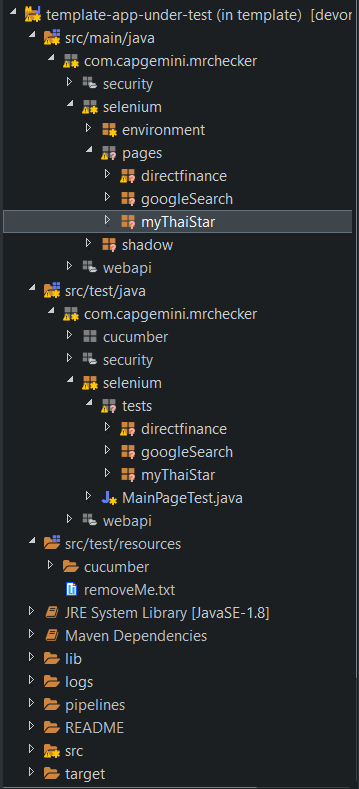 template-app-under-test (in template) [devor
src/main/java
com.capgemini.mrchecker
security
selenium
environment
pages
directfinance
googleSearch
myThaiStar
shadow
webapi
src/test/java
com.capgemini.mrchecker
cucumber
security
selenium
tests
directfinance
googleSearch
myThaiStar
MainPageTest.java
webapi
src/test/resources
cucumber
removeMe.txt
JRE System Library [JavaSE-1.8]
Maven Dependencies
lib
logs
pipelines
README
src
target